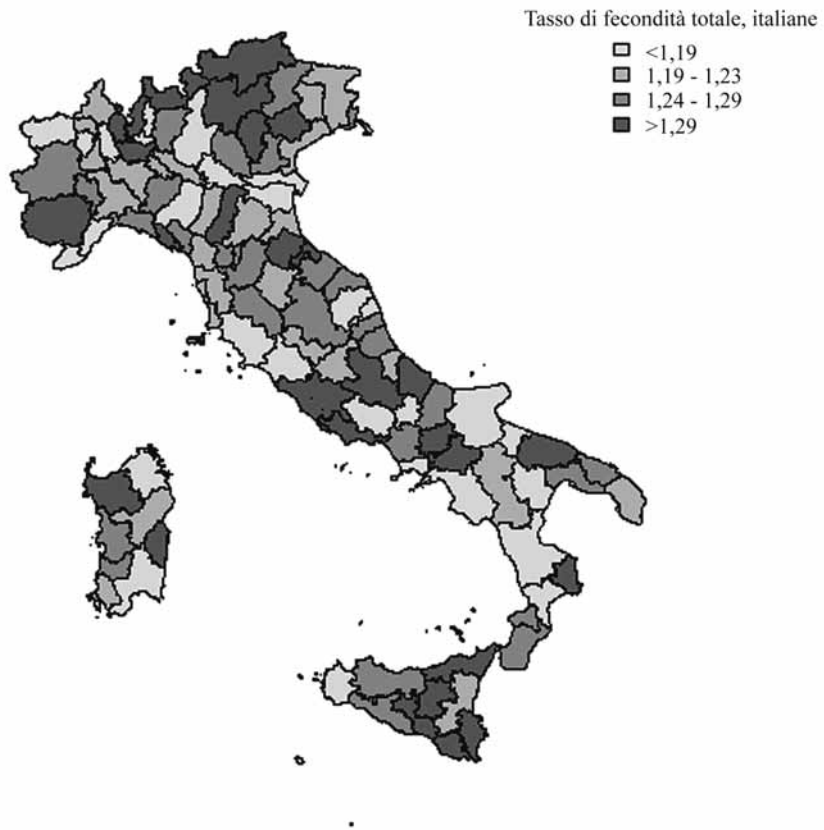 Tasso di fecondità totale, italiane
<1,19
1,19 - 1,23
1,24 - 1,29
>1,29